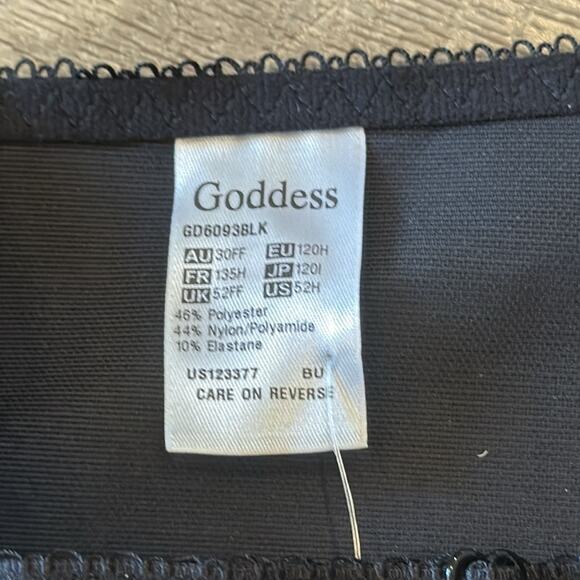 Goddess
GD6093BLK
AU 30FF EU 120H
FR 135H JP 120I
UK 52FF US 52H
46% Polyester
44% Nylon/Polyamide
10% Elastane
US123377 BU
CARE ON REVERSE